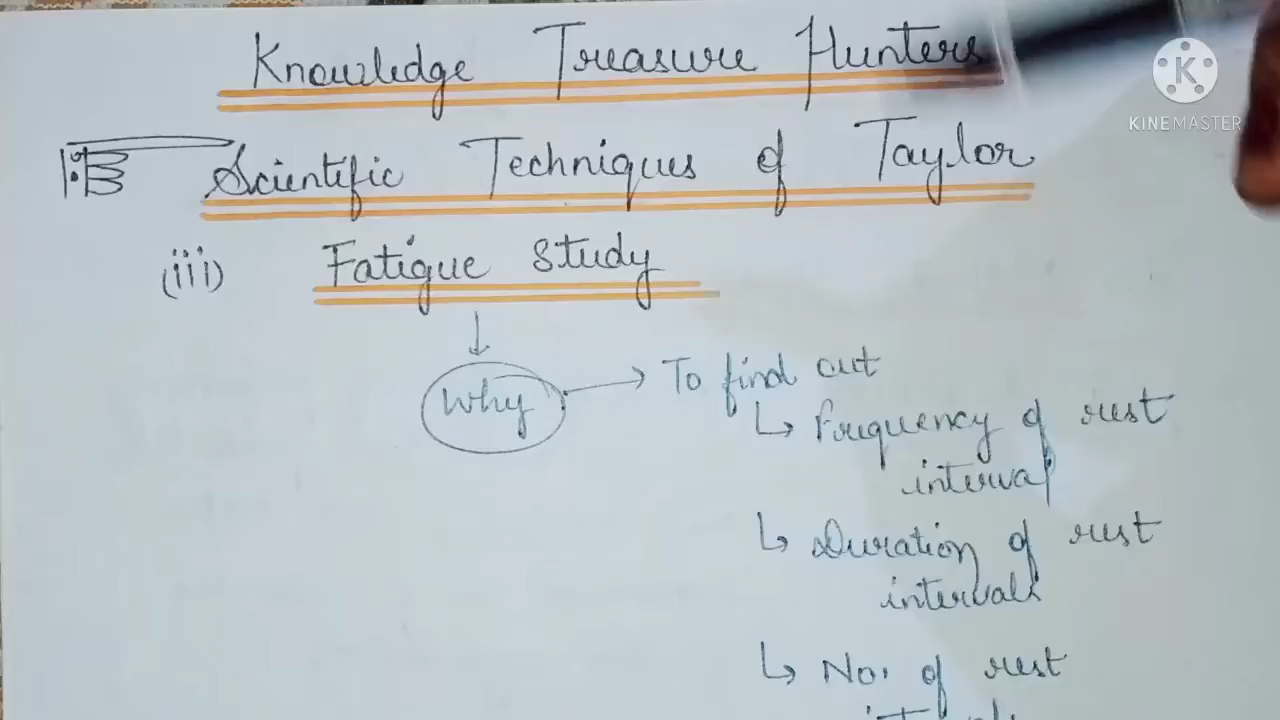 Knowledge Treasure Hunters
KINEMASTER
Scientific Techniques of Taylor
(iii) Fatigue Study
Why → To find out
↳ Frequency of rest
interval
↳ Duration of rest
intervals
↳ No. of rest